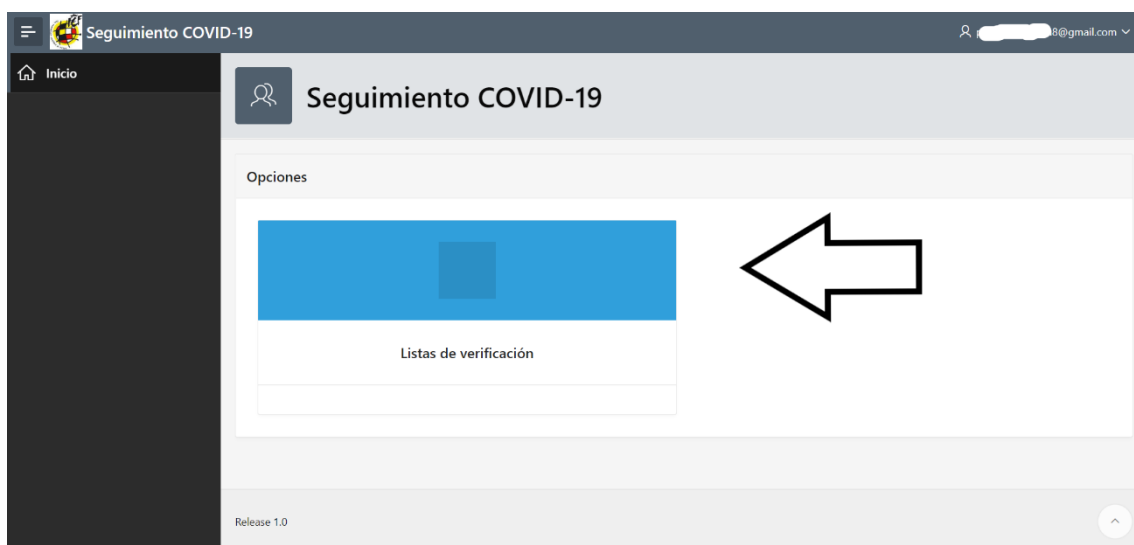 Seguimiento COVID-19
8@gmail.com
Inicio
Seguimiento COVID-19
Opciones
Listas de verificación
Release 1.0